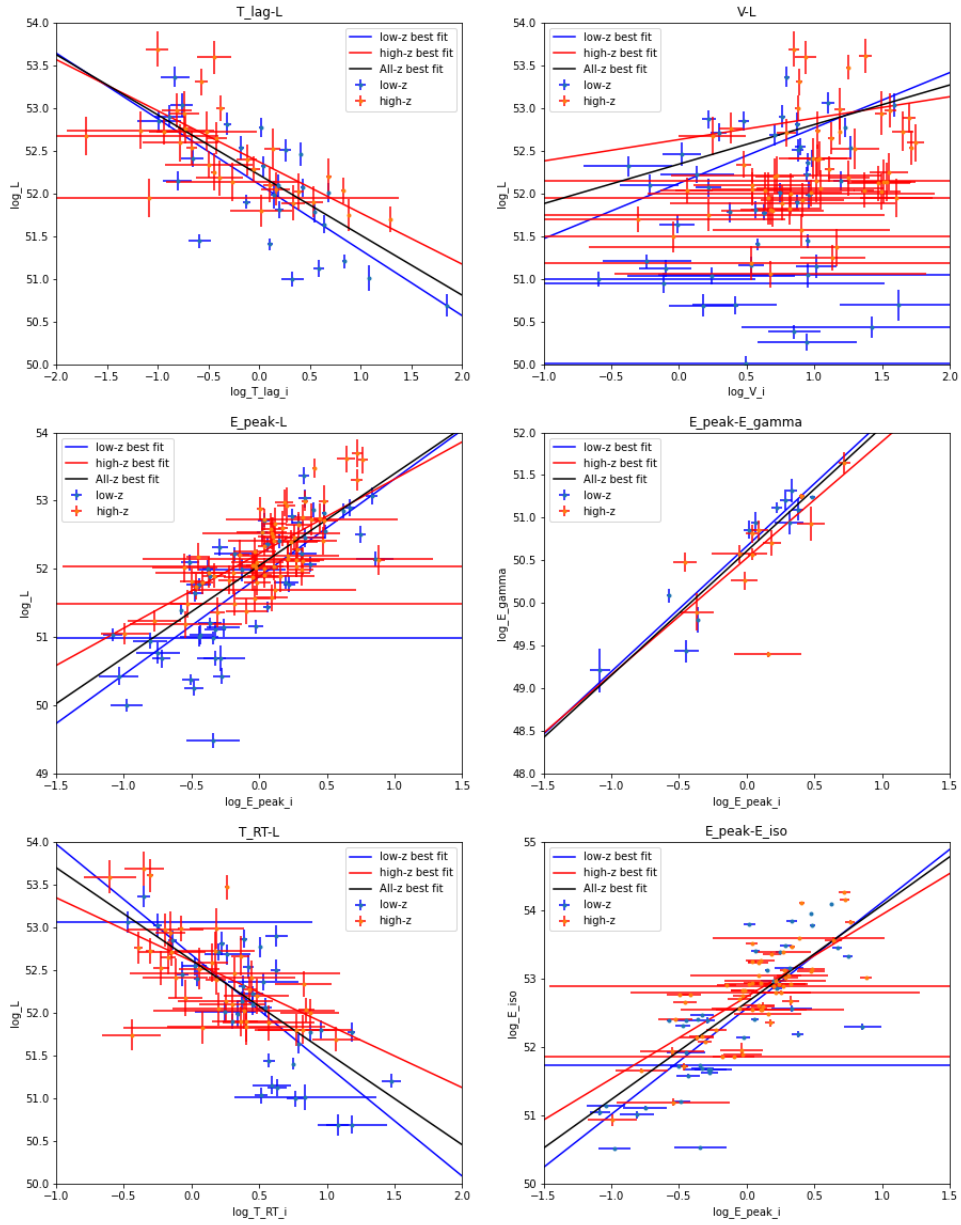 T_lag-L
54.0
53.5
53.0
52.5
52.0
51.5
51.0
50.5
50.0
log_L
low-z best fit
high-z best fit
All-z best fit
low-z
high-z
−2.0 −1.5 −1.0 −0.5 0.0 0.5 1.0 1.5 2.0
log_T_lag_i
V-L
54.0
53.5
53.0
52.5
52.0
51.5
51.0
50.5
50.0
log_L
low-z best fit
high-z best fit
All-z best fit
low-z
high-z
−1.0 −0.5 0.0 0.5 1.0 1.5 2.0
log_V_i
E_peak-L
54
53
52
51
50
49
log_L
low-z best fit
high-z best fit
All-z best fit
low-z
high-z
−1.5 −1.0 −0.5 0.0 0.5 1.0 1.5
log_E_peak_i
E_peak-E_gamma
52.0
51.5
51.0
50.5
50.0
49.5
49.0
48.5
48.0
log_E_gamma
low-z best fit
high-z best fit
All-z best fit
low-z
high-z
−1.5 −1.0 −0.5 0.0 0.5 1.0 1.5
log_E_peak_i
T_RT-L
54.0
53.5
53.0
52.5
52.0
51.5
51.0
50.5
50.0
log_L
low-z best fit
high-z best fit
All-z best fit
low-z
high-z
−1.0 −0.5 0.0 0.5 1.0 1.5 2.0
log_T_RT_i
E_peak-E_iso
55
54
53
52
51
50
log_E_iso
low-z best fit
high-z best fit
All-z best fit
low-z
high-z
−1.5 −1.0 −0.5 0.0 0.5 1.0 1.5
log_E_peak_i